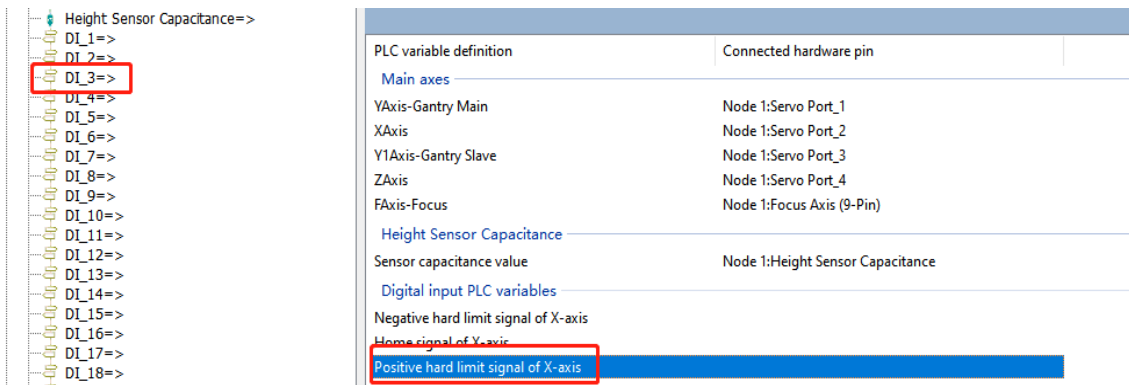 Height Sensor Capacitance=>
DI_1=>
DI_2=>
DI_3=>
DI_4=>
DI_5=>
DI_6=>
DI_7=>
DI_8=>
DI_9=>
DI_10=>
DI_11=>
DI_12=>
DI_13=>
DI_14=>
DI_15=>
DI_16=>
DI_17=>
DI_18=>
PLC variable definition Connected hardware pin
Main axes
YAxis-Gantry Main Node 1:Servo Port_1
XAxis Node 1:Servo Port_2
Y1Axis-Gantry Slave Node 1:Servo Port_3
ZAxis Node 1:Servo Port_4
FAxis-Focus Node 1:Focus Axis (9-Pin)
Height Sensor Capacitance
Sensor capacitance value Node 1:Height Sensor Capacitance
Digital input PLC variables
Negative hard limit signal of X-axis
Home signal of X-axis
Positive hard limit signal of X-axis